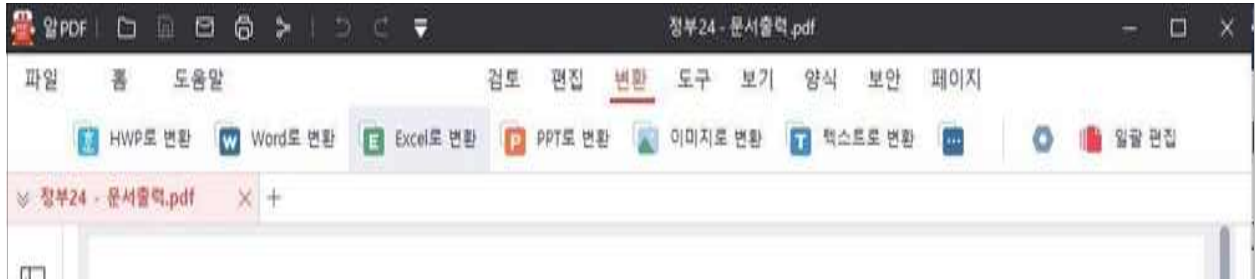 알PDF 정부24 - 문서출력.pdf
파일 홈 도움말 검토 편집 변환 도구 보기 양식 보안 페이지
HWP로 변환 Word로 변환 Excel로 변환 PPT로 변환 이미지로 변환 텍스트로 변환 일괄 편집
정부24 - 문서출력.pdf